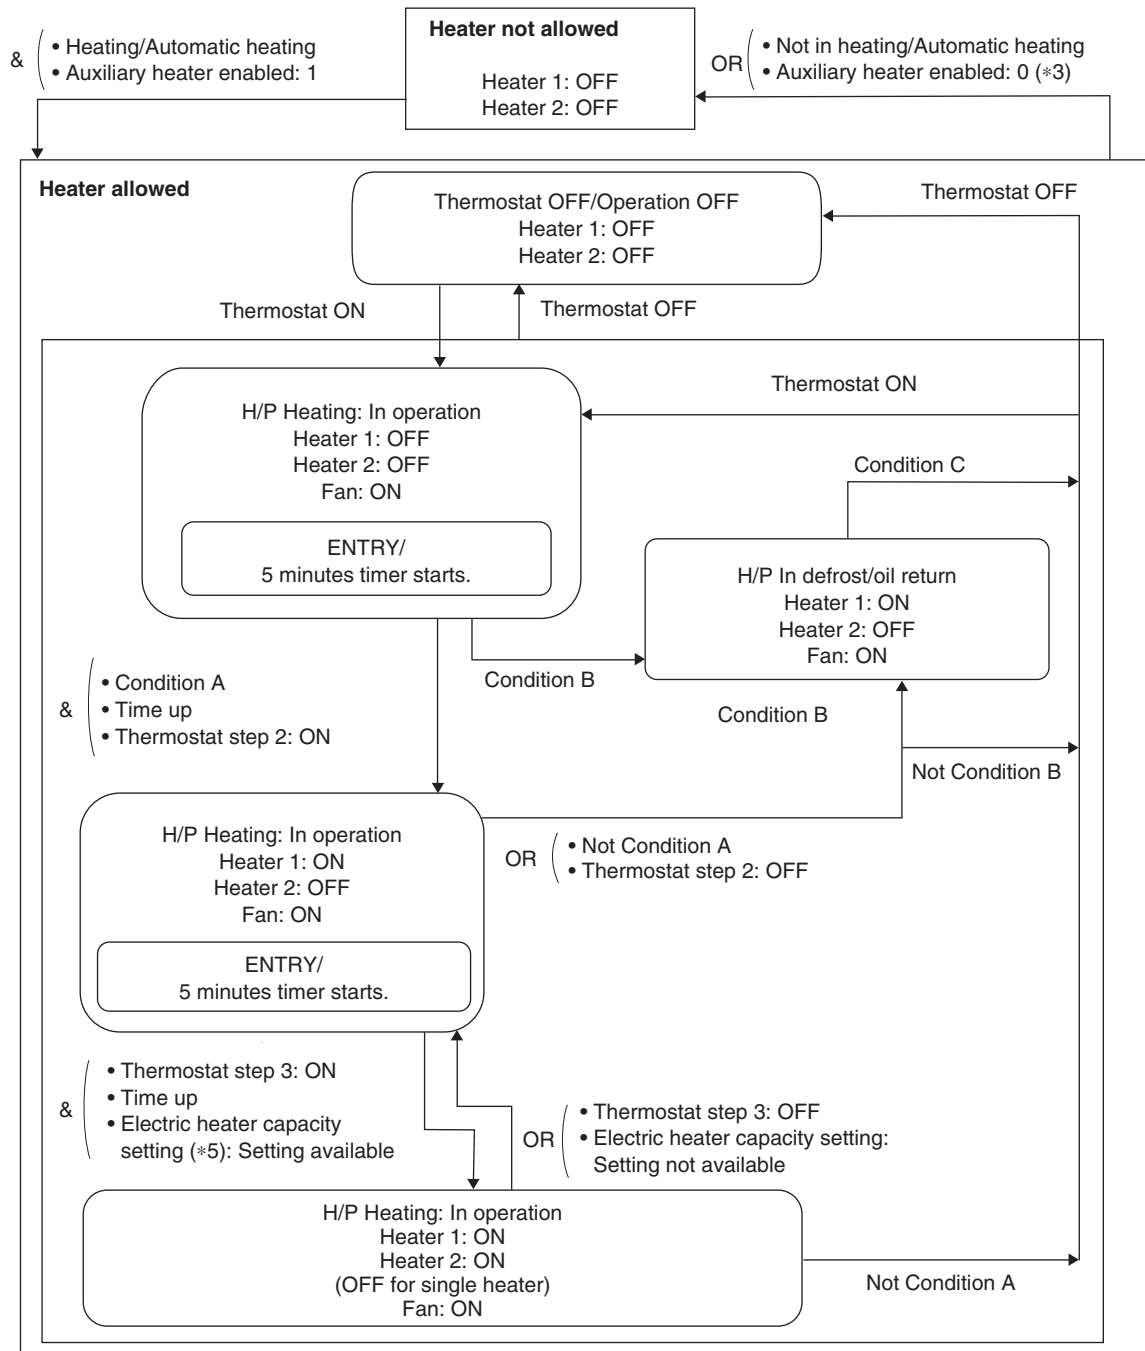 Heater not allowed
Heater 1: OFF
Heater 2: OFF
&
• Heating/Automatic heating
• Auxiliary heater enabled: 1
OR
• Not in heating/Automatic heating
• Auxiliary heater enabled: 0 (*3)
Heater allowed
Thermostat OFF/Operation OFF
Heater 1: OFF
Heater 2: OFF
Thermostat OFF
Thermostat ON
Thermostat OFF
H/P Heating: In operation
Heater 1: OFF
Heater 2: OFF
Fan: ON
ENTRY/
5 minutes timer starts.
Thermostat ON
Condition C
H/P In defrost/oil return
Heater 1: ON
Heater 2: OFF
Fan: ON
&
• Condition A
• Time up
• Thermostat step 2: ON
Condition B
Condition B
Not Condition B
H/P Heating: In operation
Heater 1: ON
Heater 2: OFF
Fan: ON
ENTRY/
5 minutes timer starts.
OR
• Not Condition A
• Thermostat step 2: OFF
&
• Thermostat step 3: ON
• Time up
• Electric heater capacity
setting (*5): Setting available
OR
• Thermostat step 3: OFF
• Electric heater capacity setting:
Setting not available
H/P Heating: In operation
Heater 1: ON
Heater 2: ON
(OFF for single heater)
Fan: ON
Not Condition A